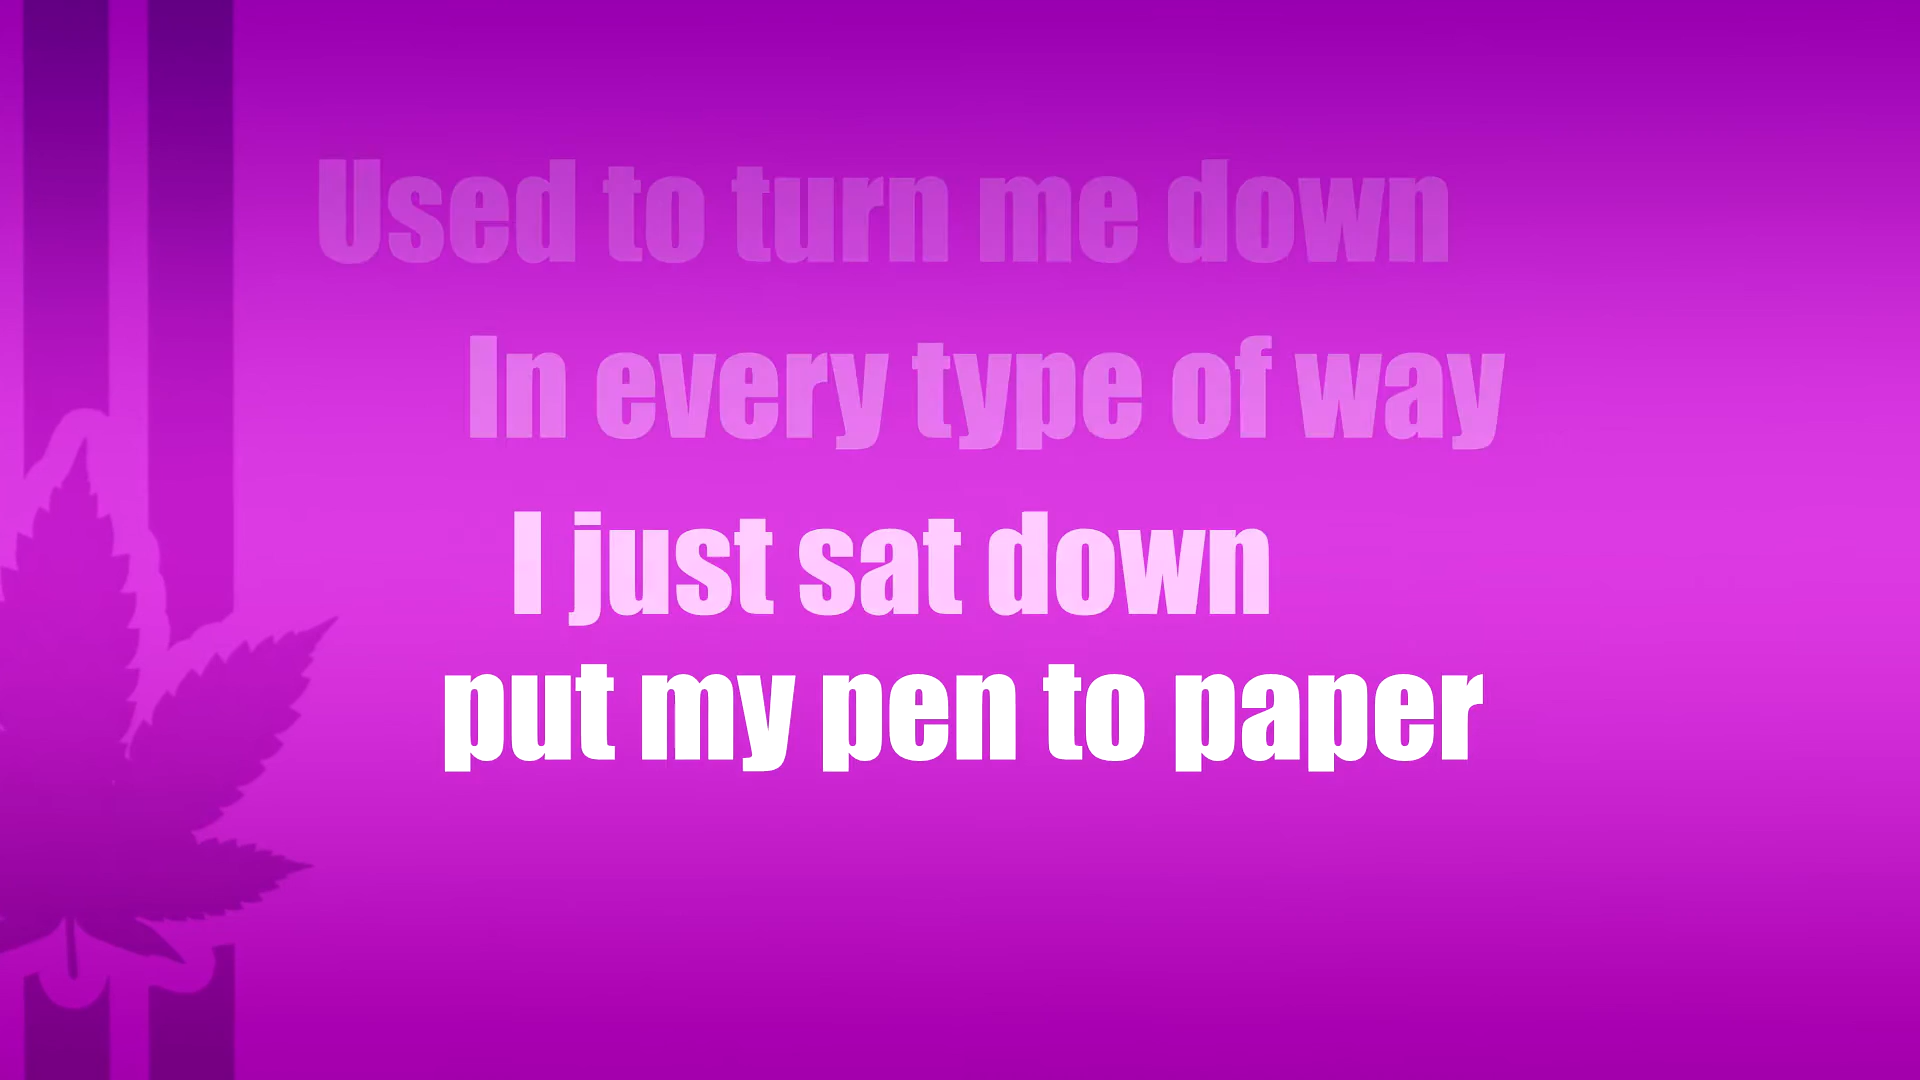 Used to turn me down
In every type of way
I just sat down
put my pen to paper